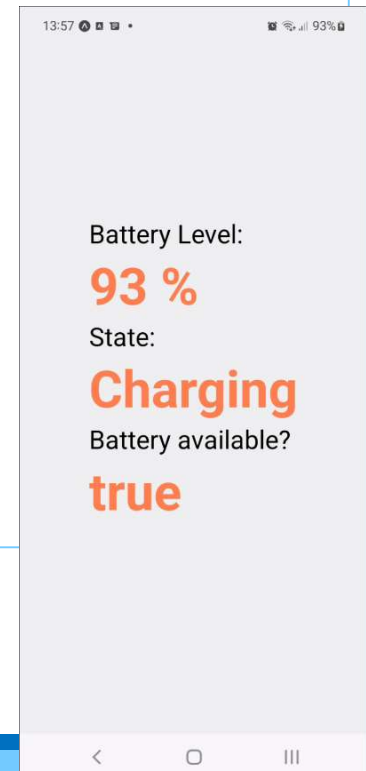 13:57 93%
Battery Level:
93 %
State:
Charging
Battery available?
true